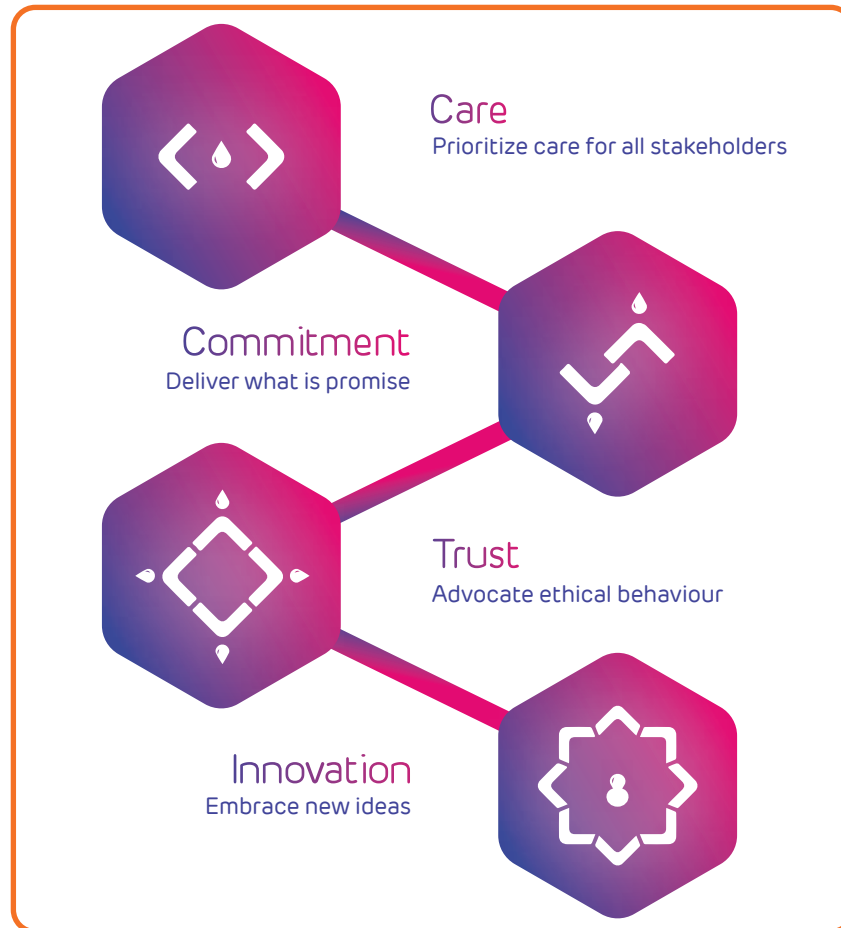 Care
Prioritize care for all stakeholders
Commitment
Deliver what is promise
Trust
Advocate ethical behaviour
Innovation
Embrace new ideas